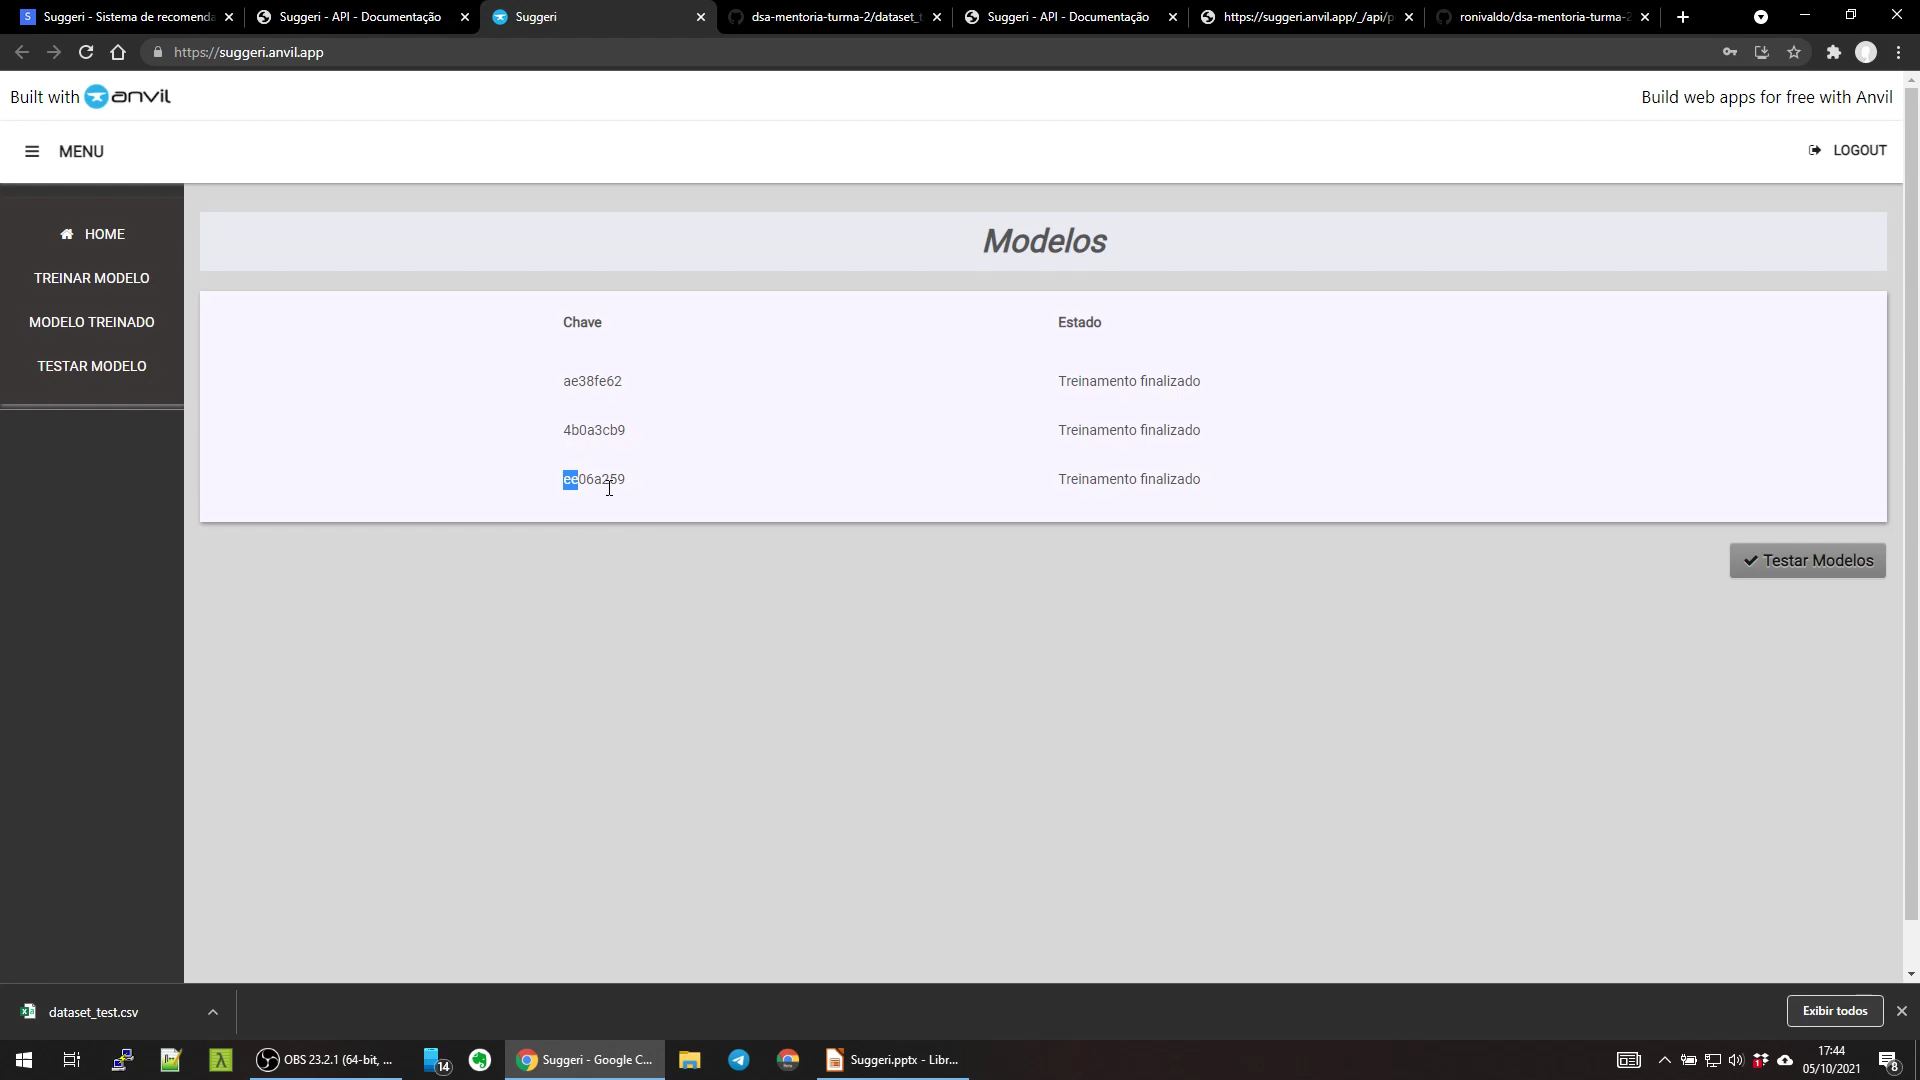 Suggeri - Sistema de recomenda
Suggeri - API - Documentação
Suggeri
dsa-mentoria-turma-2/dataset_t
Suggeri - API - Documentação
https://suggeri.anvil.app/_/api/p
ronivaldo/dsa-mentoria-turma-2
https://suggeri.anvil.app
Built with anvil
Build web apps for free with Anvil
MENU
LOGOUT
HOME
TREINAR MODELO
MODELO TREINADO
TESTAR MODELO
Modelos
Chave Estado
ae38fe62 Treinamento finalizado
4b0a3cb9 Treinamento finalizado
ee06a259 Treinamento finalizado
Testar Modelos
dataset_test.csv
Exibir todos
OBS 23.2.1 (64-bit, ...
14
Suggeri - Google C...
Suggeri.pptx - Libr...
17:44
05/10/2021
8